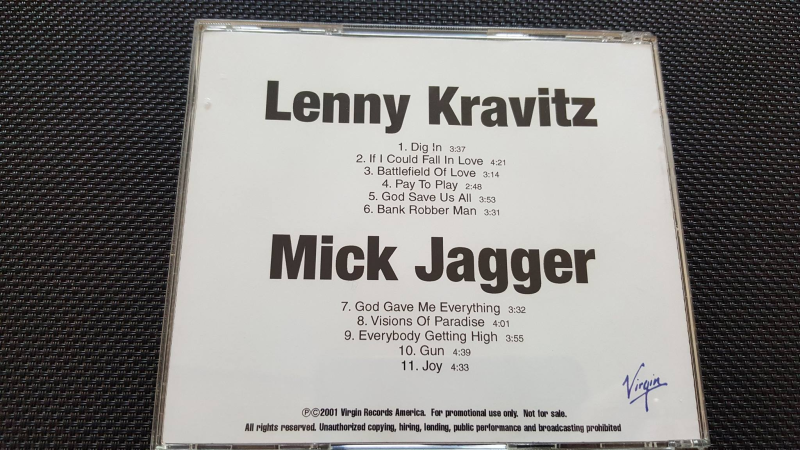 Lenny Kravitz
1. Dig !n 3:37
2. If I Could Fall In Love 4:21
3. Battlefield Of Love 3:14
4. Pay To Play 2:48
5. God Save Us All 3:53
6. Bank Robber Man 3:31
Mick Jagger
7. God Gave Me Everything 3:32
8. Visions Of Paradise 4:01
9. Everybody Getting High 3:55
10. Gun 4:39
11. Joy 4:33
Virgin
℗©2001 Virgin Records America. For promotional use only. Not for sale.
All rights reserved. Unauthorized copying, hiring, lending, public performance and broadcasting prohibited